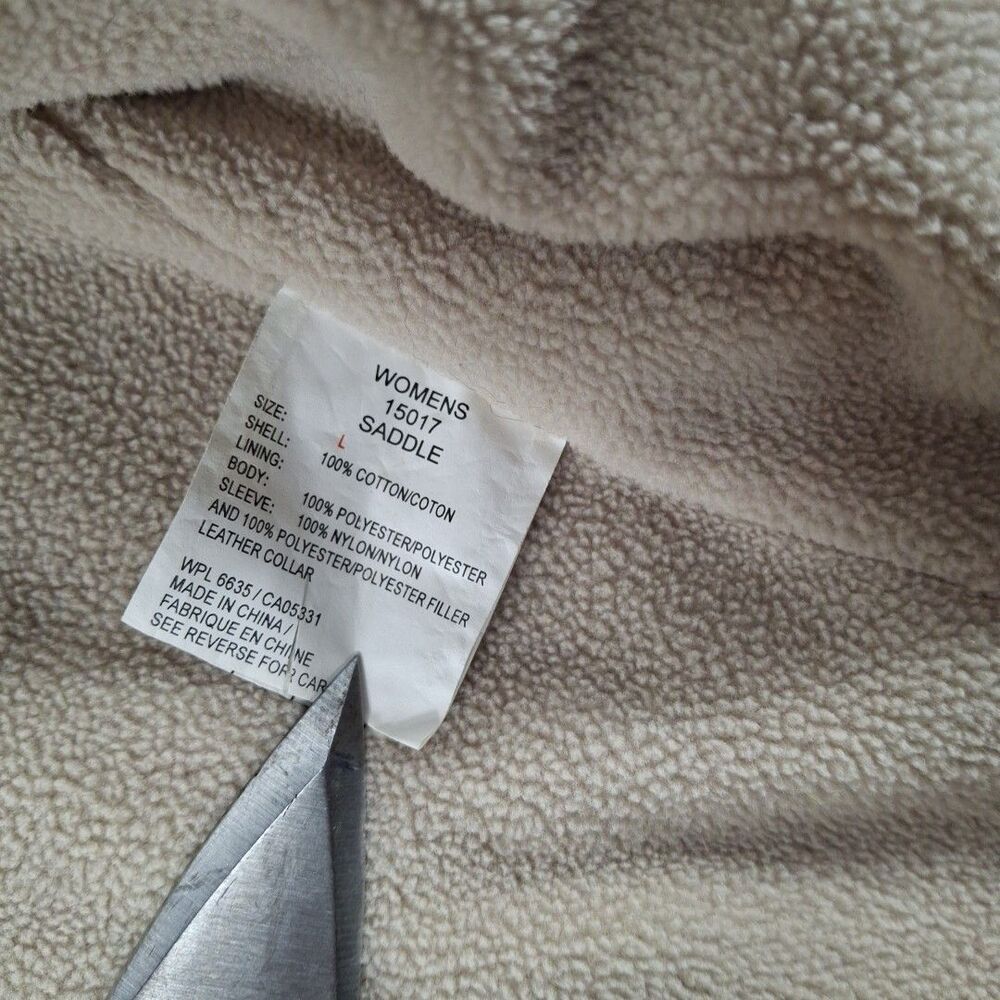 WOMENS
15017
SADDLE
SIZE: L
SHELL: 100% COTTON/COTON
LINING:
BODY: 100% POLYESTER/POLYESTER
SLEEVE: 100% NYLON/NYLON
AND 100% POLYESTER/POLYESTER FILLER
LEATHER COLLAR
WPL 6635 / CA05331
MADE IN CHINA /
FABRIQUE EN CHINE
SEE REVERSE FOR CAR